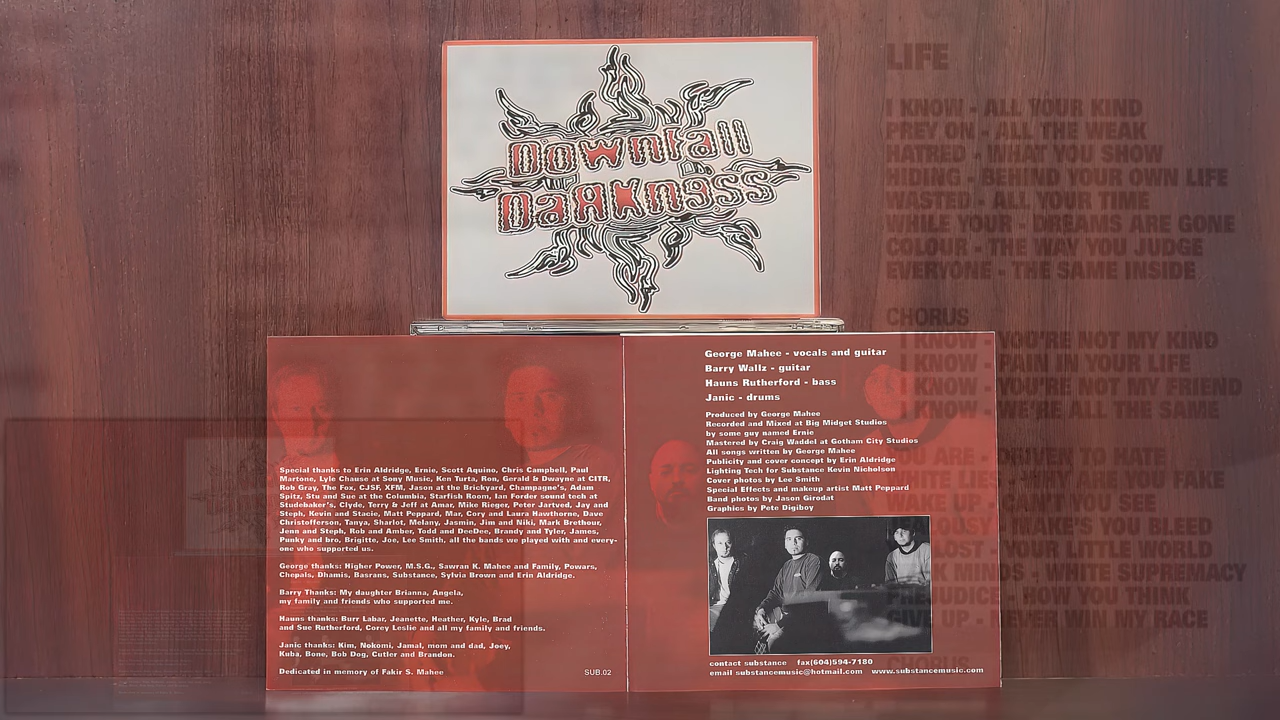 Downfall
Darkness
LIFE
I KNOW - ALL YOUR KIND
PREY ON - ALL THE WEAK
HATRED - WHAT YOU SHOW
HIDING - BEHIND YOUR OWN LIFE
WASTED - ALL YOUR TIME
WHILE YOUR - DREAMS ARE GONE
COLOUR - THE WAY YOU JUDGE
EVERYONE - THE SAME INSIDE
CHORUS
I KNOW - YOU'RE NOT MY KIND
I KNOW - PAIN IN YOUR LIFE
I KNOW - YOU'RE NOT MY FRIEND
I KNOW - WE'RE ALL THE SAME
YOU ARE - DRIVEN TO HATE
FAKE
YOU SEE
LOST - YOUR LITTLE WORLD
MINDS - WHITE SUPREMACY
PREJUDICE - HOW YOU THINK
GIVE UP - NEVER WILL MY RACE
CHORUS
Special thanks to Erin Aldridge, Ernie, Scott Aquino, Chris Campbell, Paul
Martone, Lyle Chause at Sony Music, Ken Turta, Ron, Gerald & Dwayne at CITR,
Rob Gray, The Fox, CJSF, XFM, Jason at the Brickyard, Champagne's, Adam
Spitz, Stu and Sue at the Columbia, Starfish Room, Ian Forder sound tech at
Studebaker's, Clyde, Terry & Jeff at Amar, Mike Rieger, Peter Jartved, Jay and
Steph, Kevin and Stacie, Matt Peppard, Mar, Cory and Laura Hawthorne, Dave
Christofferson, Tanya, Sharlot, Melany, Jasmin, Jim and Niki, Mark Brethour,
Jenn and Steph, Rob and Amber, Todd and DeeDee, Brandy and Tyler, James,
Punky and bro, Brigitte, Joe, Lee Smith, all the bands we played with and every-
one who supported us.
George thanks: Higher Power, M.S.G., Sawran K. Mahee and Family, Powars,
Chepals, Dhamis, Basrans, Substance, Sylvia Brown and Erin Aldridge.
Barry Thanks: My daughter Brianna, Angela,
my family and friends who supported me.
Hauns thanks: Burr Labar, Jeanette, Heather, Kyle, Brad
and Sue Rutherford, Corey Leslie and all my family and friends.
Janic thanks: Kim, Nokomi, Jamal, mom and dad, Joey,
Kuba, Bone, Bob Dog, Cutler and Brandon.
Dedicated in memory of Fakir S. Mahee
SUB.02
George Mahee - vocals and guitar
Barry Wallz - guitar
Hauns Rutherford - bass
Janic - drums
Produced by George Mahee
Recorded and Mixed at Big Midget Studios
by some guy named Ernie
Mastered by Craig Waddel at Gotham City Studios
All songs written by George Mahee
Publicity and cover concept by Erin Aldridge
Lighting Tech for Substance Kevin Nicholson
Cover photos by Lee Smith
Special Effects and makeup artist Matt Peppard
Band photos by Jason Girodat
Graphics by Pete Digiboy
contact substance fax(604)594-7180
email substancemusic@hotmail.com www.substancemusic.com